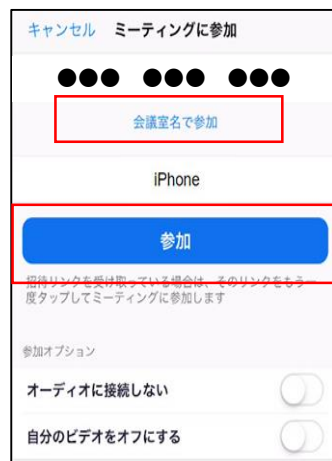 キャンセル ミーティングに参加
●●● ●●● ●●●
会議室名で参加
iPhone
参加
招待リンクを受け取っている場合は、そのリンクをもう一
度タップしてミーティングに参加します
参加オプション
オーディオに接続しない
自分のビデオをオフにする